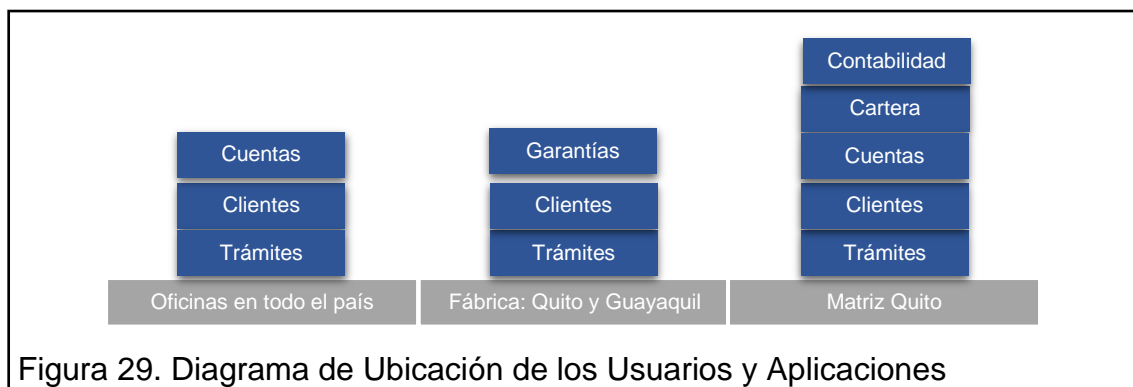 Cuentas
Clientes
Trámites
Oficinas en todo el país
Garantías
Clientes
Trámites
Fábrica: Quito y Guayaquil
Contabilidad
Cartera
Cuentas
Clientes
Trámites
Matriz Quito
Figura 29. Diagrama de Ubicación de los Usuarios y Aplicaciones